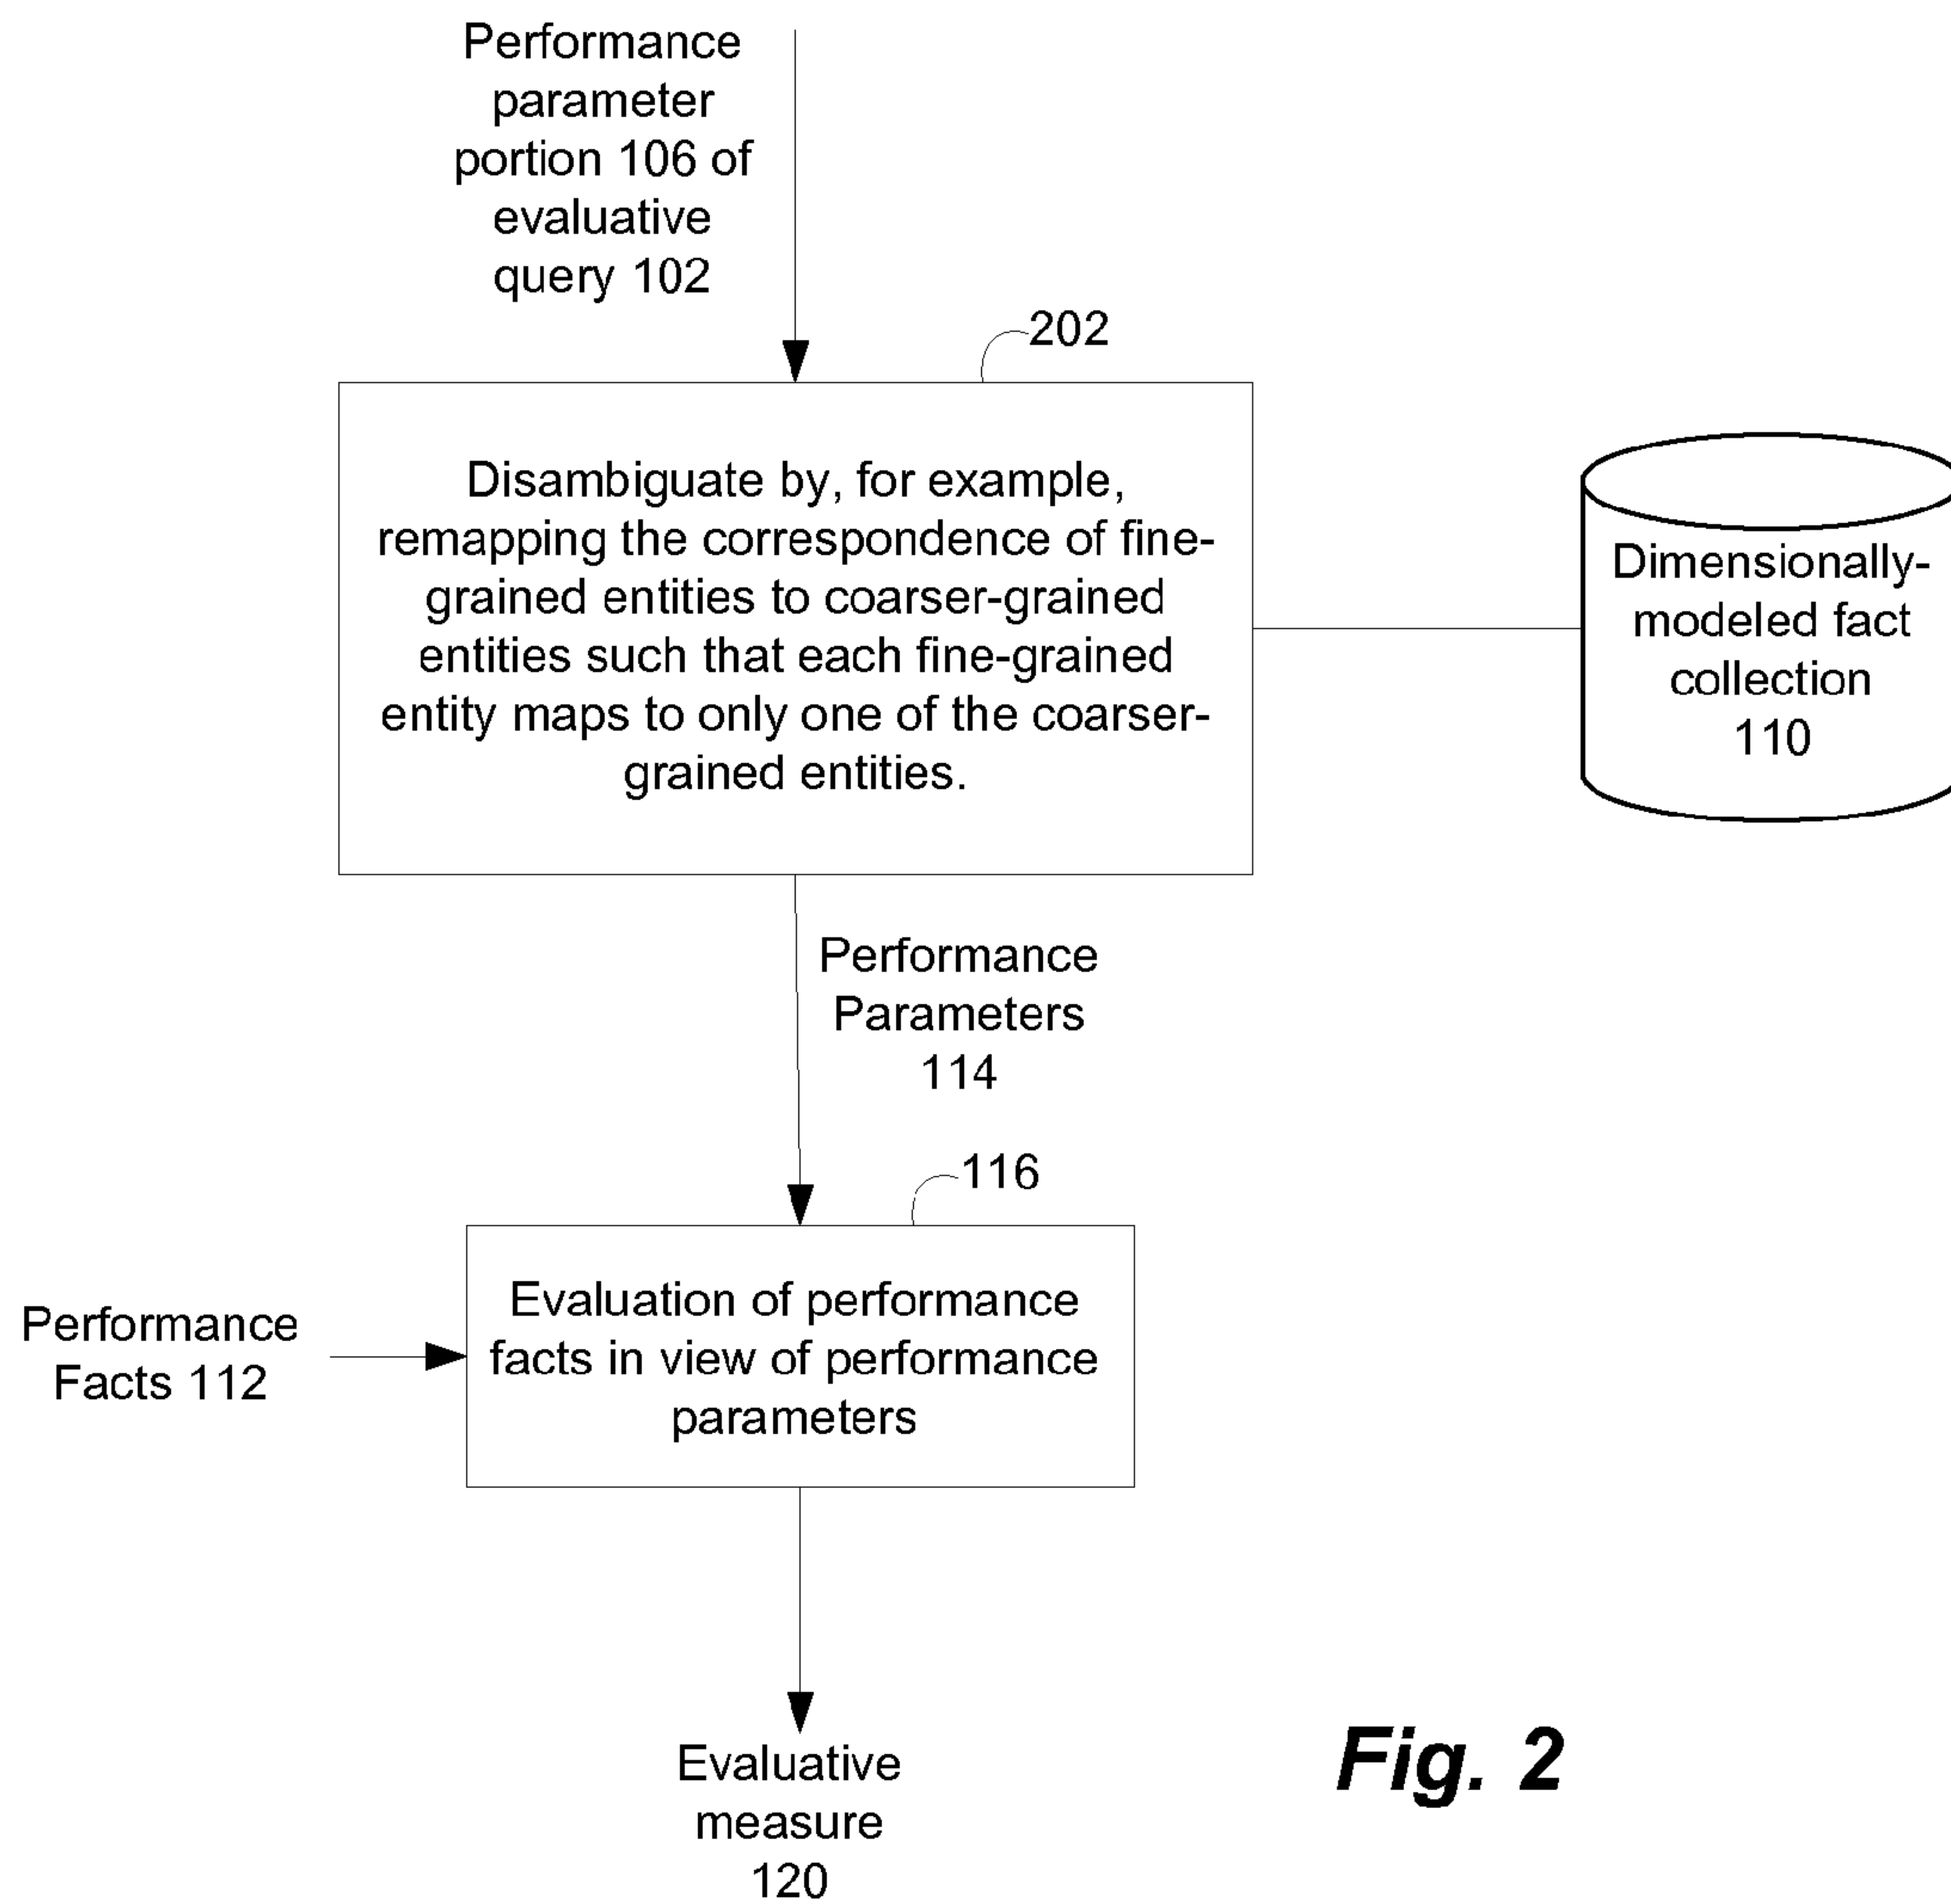 Performance
parameter
portion 106 of
evaluative
query 102
202
Disambiguate by, for example,
remapping the correspondence of fine-
grained entities to coarser-grained
entities such that each fine-grained
entity maps to only one of the coarser-
grained entities.
Dimensionally-
modeled fact
collection
110
Performance
Parameters
114
116
Performance
Facts 112
Evaluation of performance
facts in view of performance
parameters
Evaluative
measure
120
Fig. 2